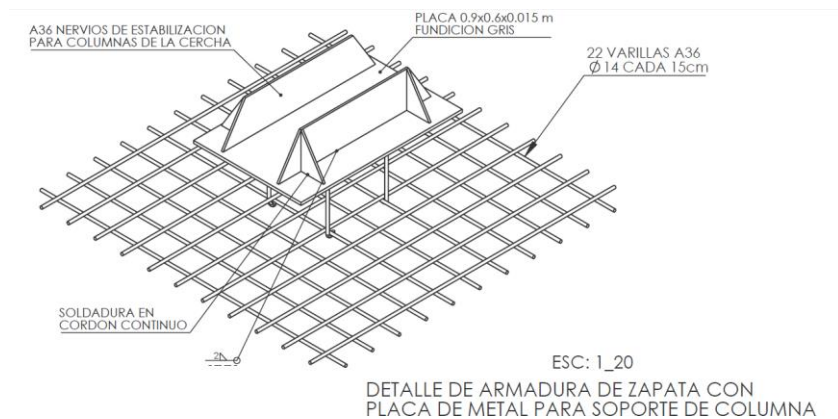 A36 NERVIOS DE ESTABILIZACION
PARA COLUMNAS DE LA CERCHA
PLACA 0.9x0.6x0.015 m
FUNDICION GRIS
22 VARILLAS A36
∅14 CADA 15cm
SOLDADURA EN
CORDON CONTINUO
2
ESC: 1_20
DETALLE DE ARMADURA DE ZAPATA CON
PLACA DE METAL PARA SOPORTE DE COLUMNA